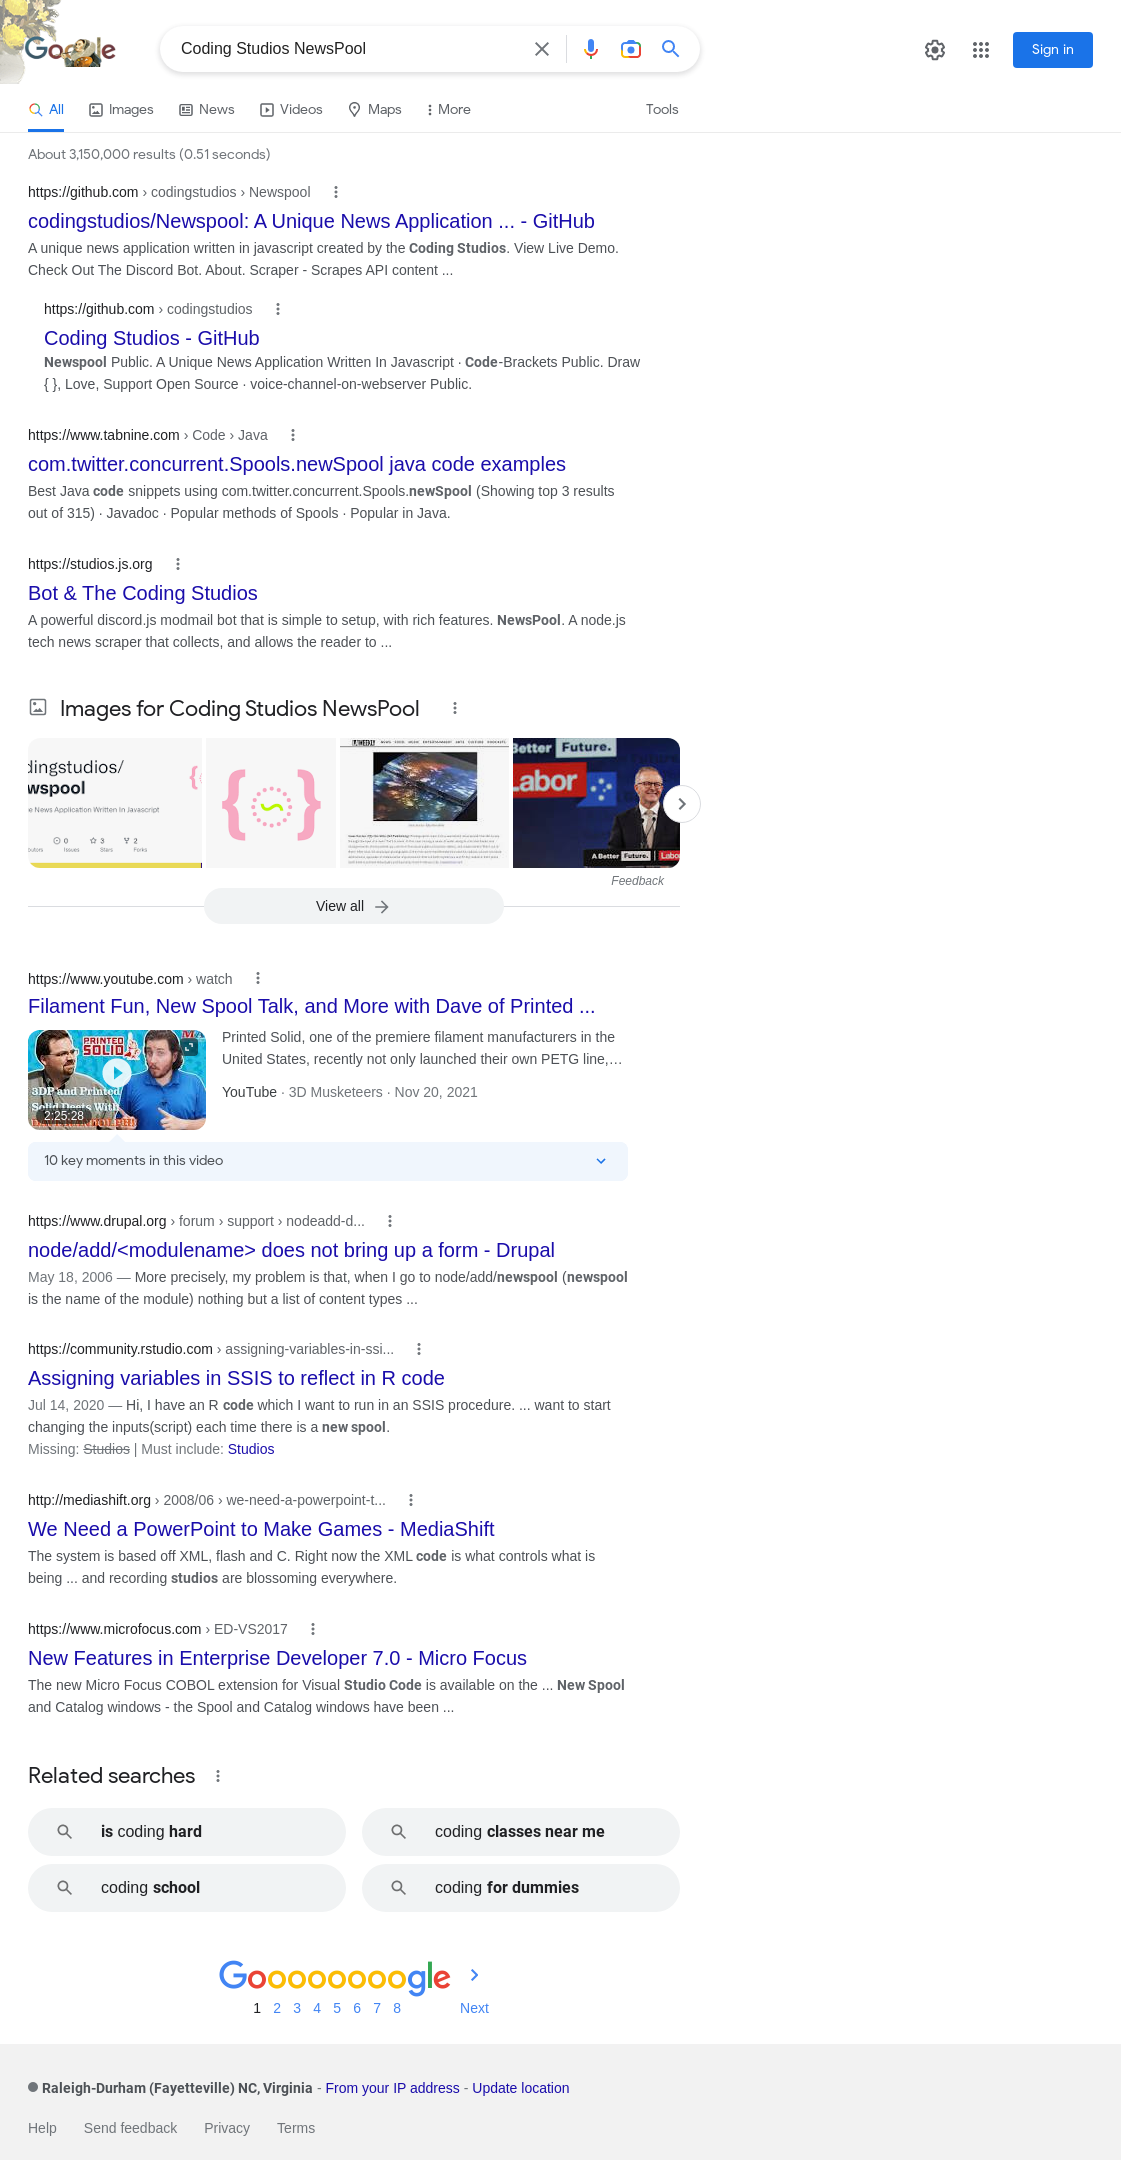 Google
Coding Studios NewsPool
Sign in
All Images News Videos Maps More Tools
About 3,150,000 results (0.51 seconds)
https://github.com › codingstudios › Newspool
codingstudios/Newspool: A Unique News Application ... - GitHub
A unique news application written in javascript created by the Coding Studios. View Live Demo.
Check Out The Discord Bot. About. Scraper - Scrapes API content ...
https://github.com › codingstudios
Coding Studios - GitHub
Newspool Public. A Unique News Application Written In Javascript · Code-Brackets Public. Draw
{ }, Love, Support Open Source · voice-channel-on-webserver Public.
https://www.tabnine.com › Code › Java
com.twitter.concurrent.Spools.newSpool java code examples
Best Java code snippets using com.twitter.concurrent.Spools.newSpool (Showing top 3 results
out of 315) · Javadoc · Popular methods of Spools · Popular in Java.
https://studios.js.org
Bot & The Coding Studios
A powerful discord.js modmail bot that is simple to setup, with rich features. NewsPool. A node.js
tech news scraper that collects, and allows the reader to ...
Images for Coding Studios NewsPool
dingstudios/
wspool
e News Application Written In Javascript
0 3 2
utors Issues Stars Forks
{ }
WEEKLY NEWS FOOD MUSIC ENTERTAINMENT ARTS CULTURE PODCASTS
Better Future.
Labor
A Better Future. Labor
Feedback
View all
https://www.youtube.com › watch
Filament Fun, New Spool Talk, and More with Dave of Printed ...
PRINTED
SOLID
3DP and Printed
Solid Deets With
2:25:28
Printed Solid, one of the premiere filament manufacturers in the
United States, recently not only launched their own PETG line,…
YouTube · 3D Musketeers · Nov 20, 2021
10 key moments in this video
https://www.drupal.org › forum › support › nodeadd-d...
node/add/<modulename> does not bring up a form - Drupal
May 18, 2006 — More precisely, my problem is that, when I go to node/add/newspool (newspool
is the name of the module) nothing but a list of content types ...
https://community.rstudio.com › assigning-variables-in-ssi...
Assigning variables in SSIS to reflect in R code
Jul 14, 2020 — Hi, I have an R code which I want to run in an SSIS procedure. ... want to start
changing the inputs(script) each time there is a new spool.
Missing: Studios | Must include: Studios
http://mediashift.org › 2008/06 › we-need-a-powerpoint-t...
We Need a PowerPoint to Make Games - MediaShift
The system is based off XML, flash and C. Right now the XML code is what controls what is
being ... and recording studios are blossoming everywhere.
https://www.microfocus.com › ED-VS2017
New Features in Enterprise Developer 7.0 - Micro Focus
The new Micro Focus COBOL extension for Visual Studio Code is available on the ... New Spool
and Catalog windows - the Spool and Catalog windows have been ...
Related searches
is coding hard
coding classes near me
coding school
coding for dummies
Goooooooogle
1 2 3 4 5 6 7 8 Next
Raleigh-Durham (Fayetteville) NC, Virginia - From your IP address - Update location
Help Send feedback Privacy Terms